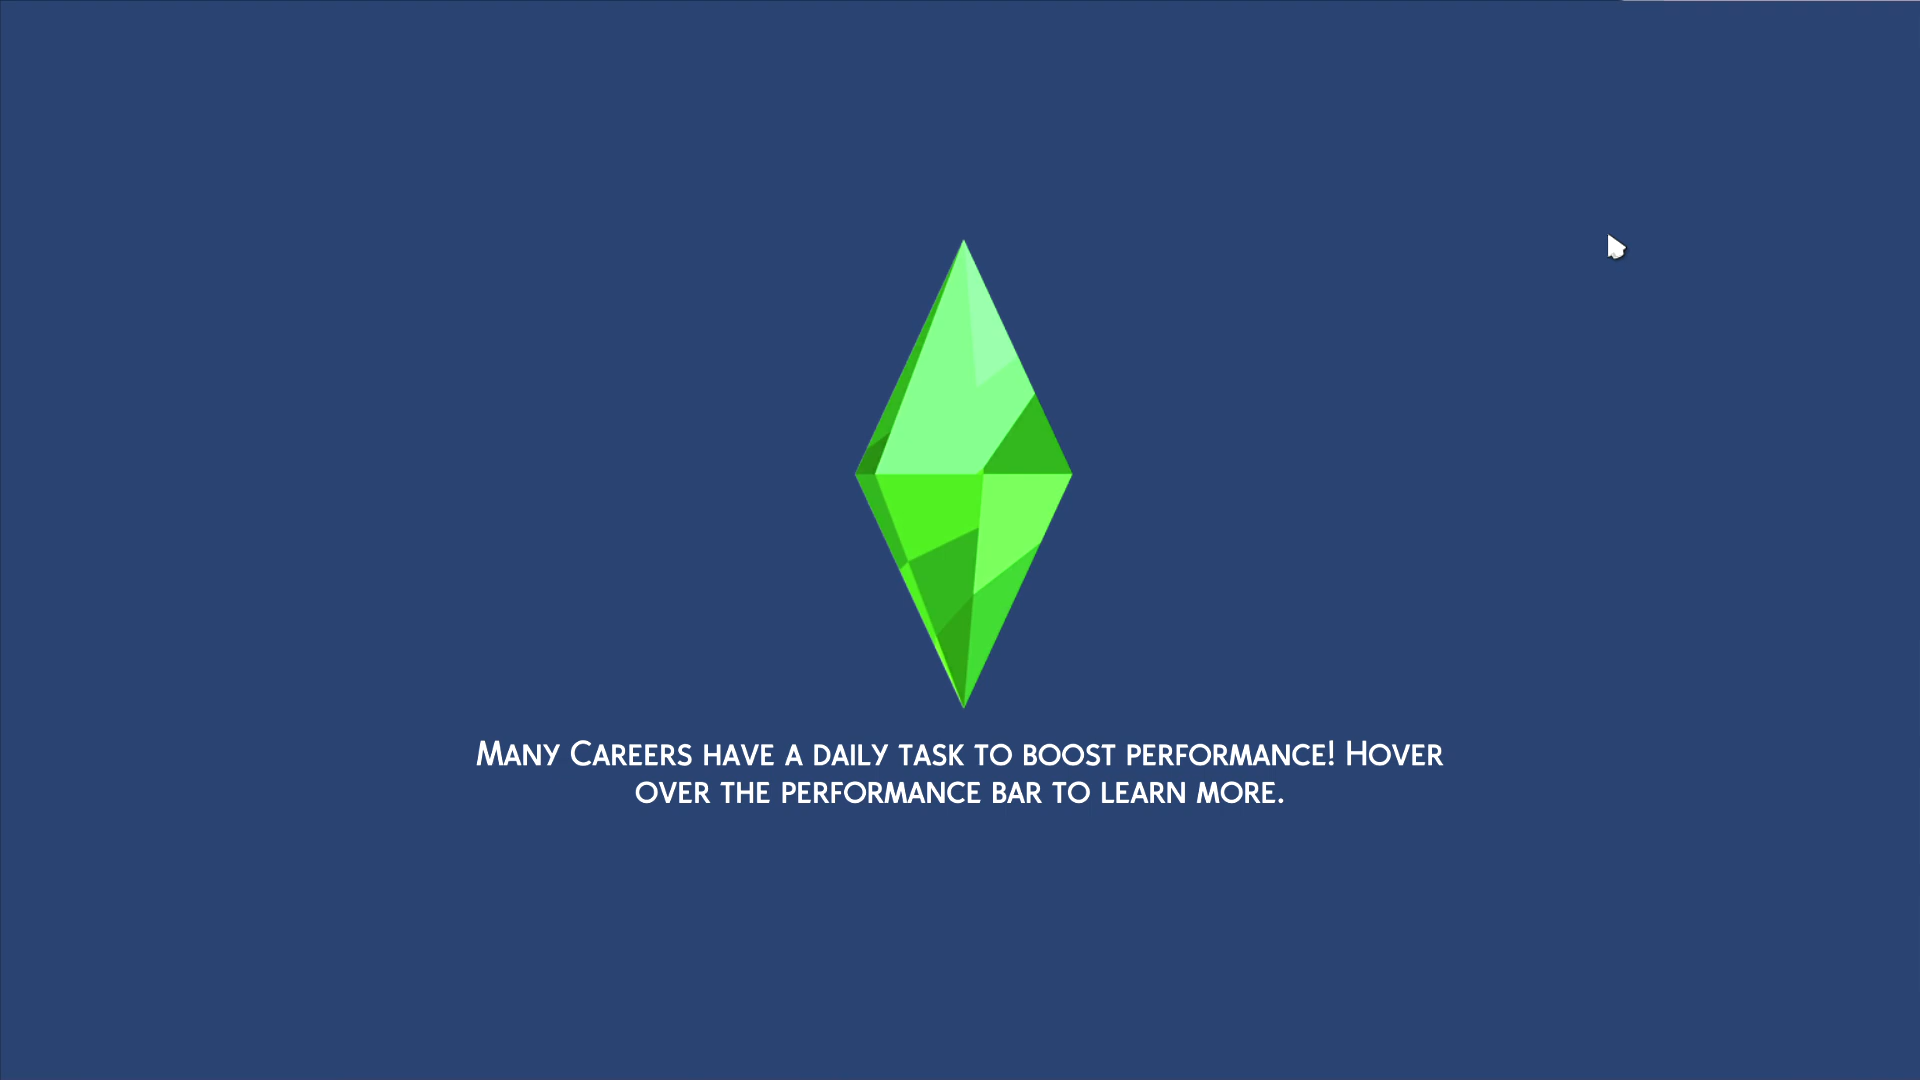 Many Careers have a daily task to boost performance! Hover
over the performance bar to learn more.